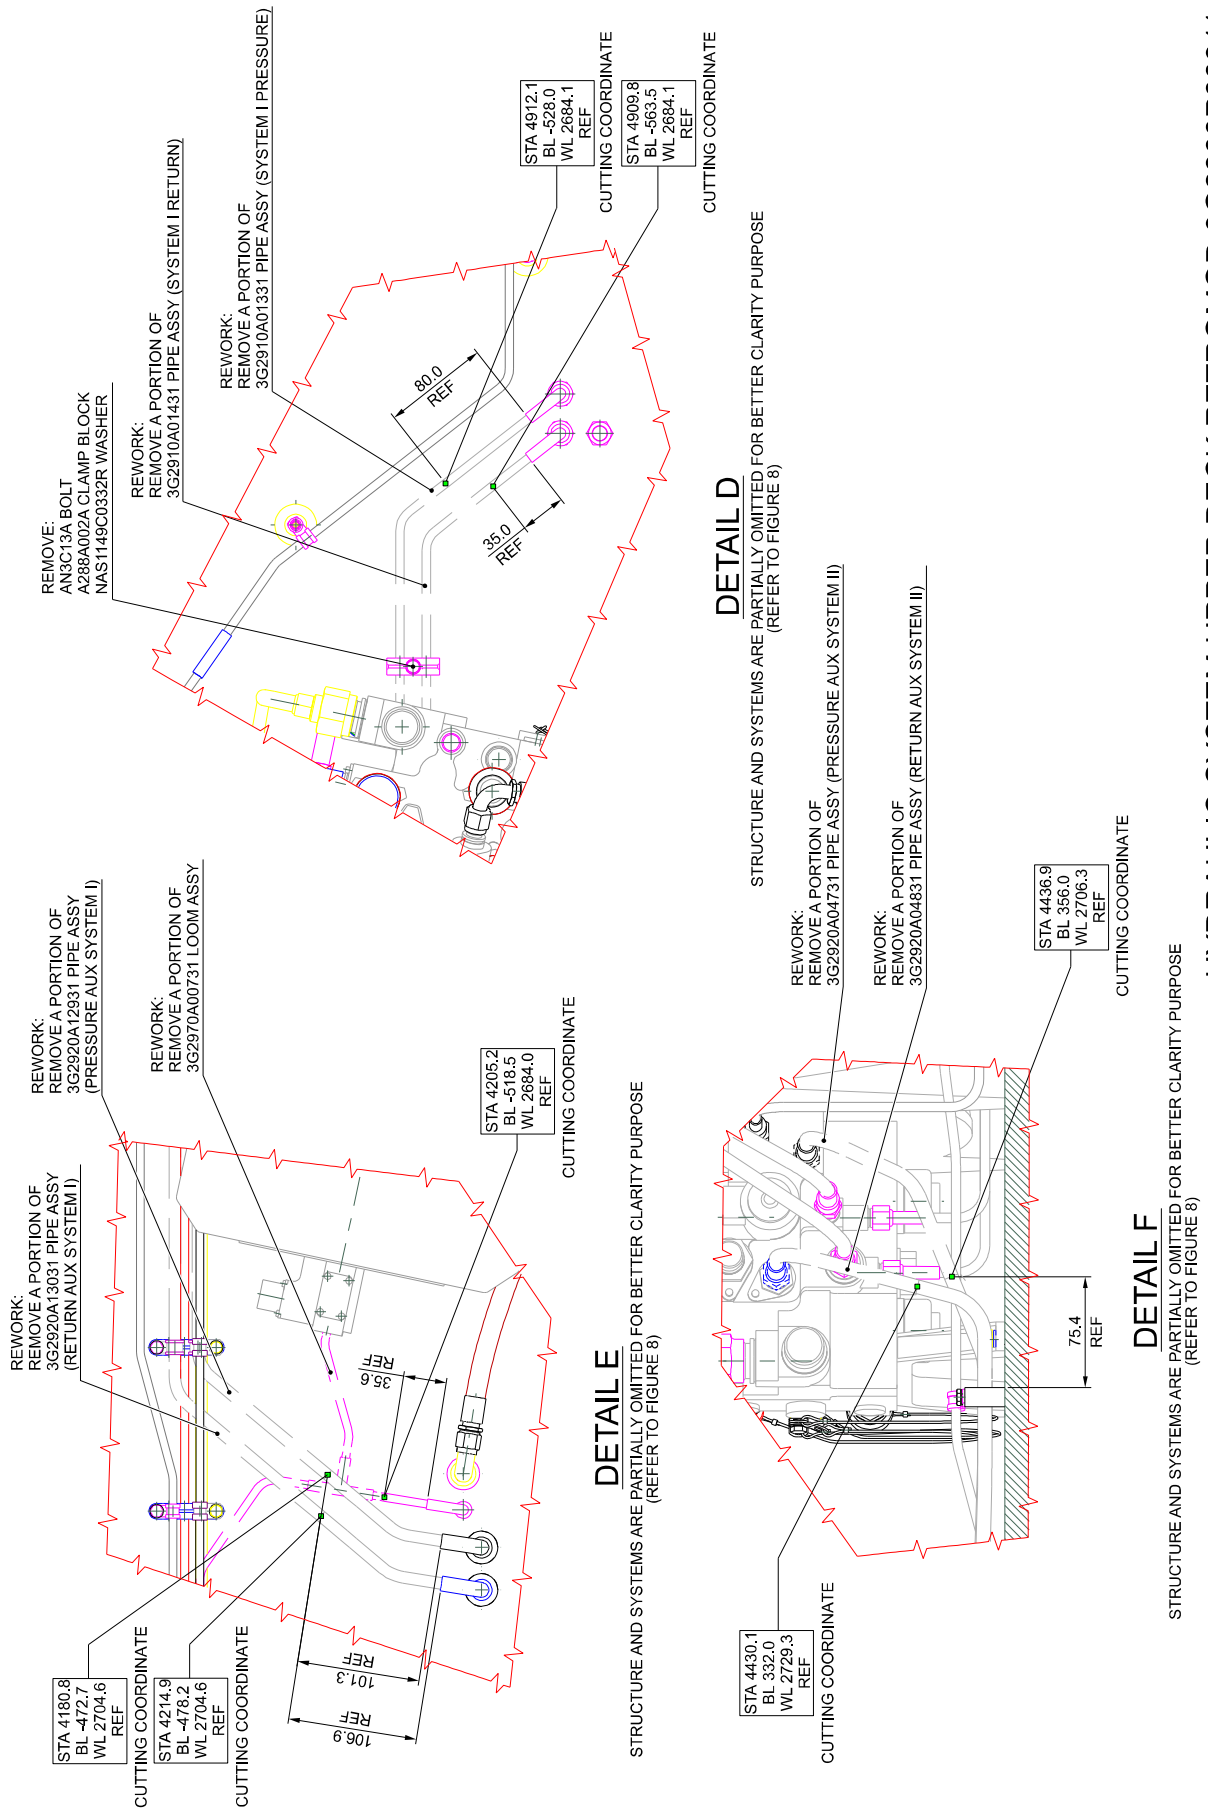 REWORK:
REMOVE A PORTION OF
3G2920A13031 PIPE ASSY
(RETURN AUX SYSTEM I)
REWORK:
REMOVE A PORTION OF
3G2920A12931 PIPE ASSY
(PRESSURE AUX SYSTEM I)
REWORK:
REMOVE A PORTION OF
3G2970A00731 LOOM ASSY
STA 4180.8
BL -472.7
WL 2704.6
REF
CUTTING COORDINATE
STA 4214.9
BL -478.2
WL 2704.6
REF
CUTTING COORDINATE
106.9
REF
101.3
REF
35.6
REF
STA 4205.2
BL -518.5
WL 2684.0
REF
CUTTING COORDINATE
DETAIL E
STRUCTURE AND SYSTEMS ARE PARTIALLY OMITTED FOR BETTER CLARITY PURPOSE
(REFER TO FIGURE 8)
REMOVE:
AN3C13A BOLT
A288A002A CLAMP BLOCK
NAS1149C0332R WASHER
REWORK:
REMOVE A PORTION OF
3G2910A01431 PIPE ASSY (SYSTEM I RETURN)
REWORK:
REMOVE A PORTION OF
3G2910A01331 PIPE ASSY (SYSTEM I PRESSURE)
80.0
REF
35.0
REF
STA 4912.1
BL -528.0
WL 2684.1
REF
CUTTING COORDINATE
STA 4909.8
BL -563.5
WL 2684.1
REF
CUTTING COORDINATE
DETAIL D
STRUCTURE AND SYSTEMS ARE PARTIALLY OMITTED FOR BETTER CLARITY PURPOSE
(REFER TO FIGURE 8)
REWORK:
REMOVE A PORTION OF
3G2920A04731 PIPE ASSY (PRESSURE AUX SYSTEM II)
REWORK:
REMOVE A PORTION OF
3G2920A04831 PIPE ASSY (RETURN AUX SYSTEM II)
STA 4430.1
BL 332.0
WL 2729.3
REF
CUTTING COORDINATE
75.4
REF
STA 4436.9
BL 356.0
WL 2706.3
REF
CUTTING COORDINATE
DETAIL F
STRUCTURE AND SYSTEMS ARE PARTIALLY OMITTED FOR BETTER CLARITY PURPOSE
(REFER TO FIGURE 8)